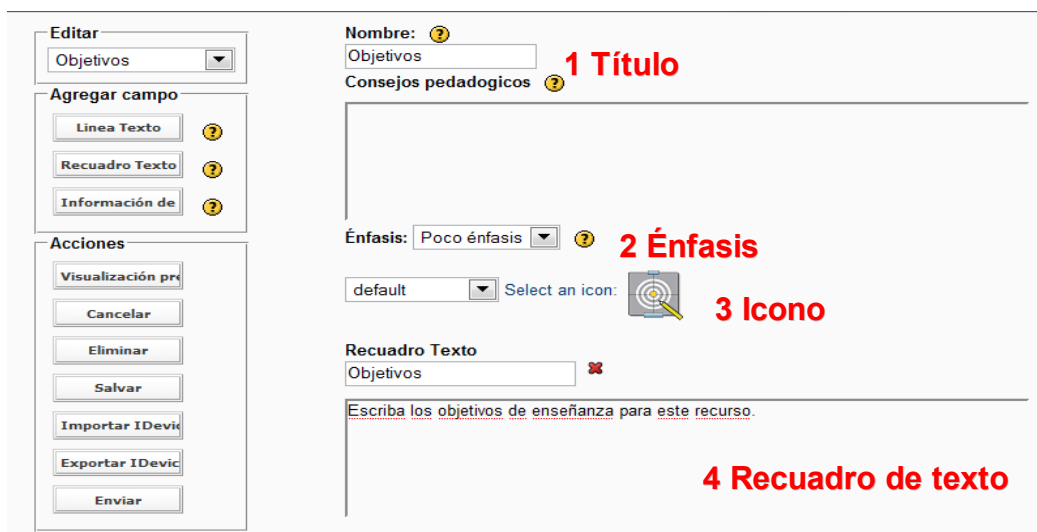 Editar
Objetivos
Agregar campo
Linea Texto
Recuadro Texto
Información de
Acciones
Visualización pre
Cancelar
Eliminar
Salvar
Importar IDevic
Exportar IDevic
Enviar
Nombre:
Objetivos
1 Título
Consejos pedadogicos
Énfasis: Poco énfasis
2 Énfasis
default Select an icon:
3 Icono
Recuadro Texto
Objetivos
Escriba los objetivos de enseñanza para este recurso.
4 Recuadro de texto